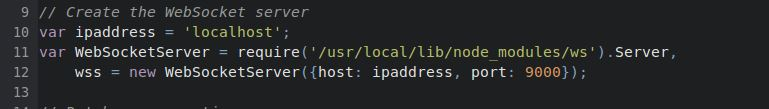 9 // Create the WebSocket server
10 var ipaddress = 'localhost';
11 var WebSocketServer = require('/usr/local/lib/node_modules/ws').Server,
12 wss = new WebSocketServer({host: ipaddress, port: 9000});
13